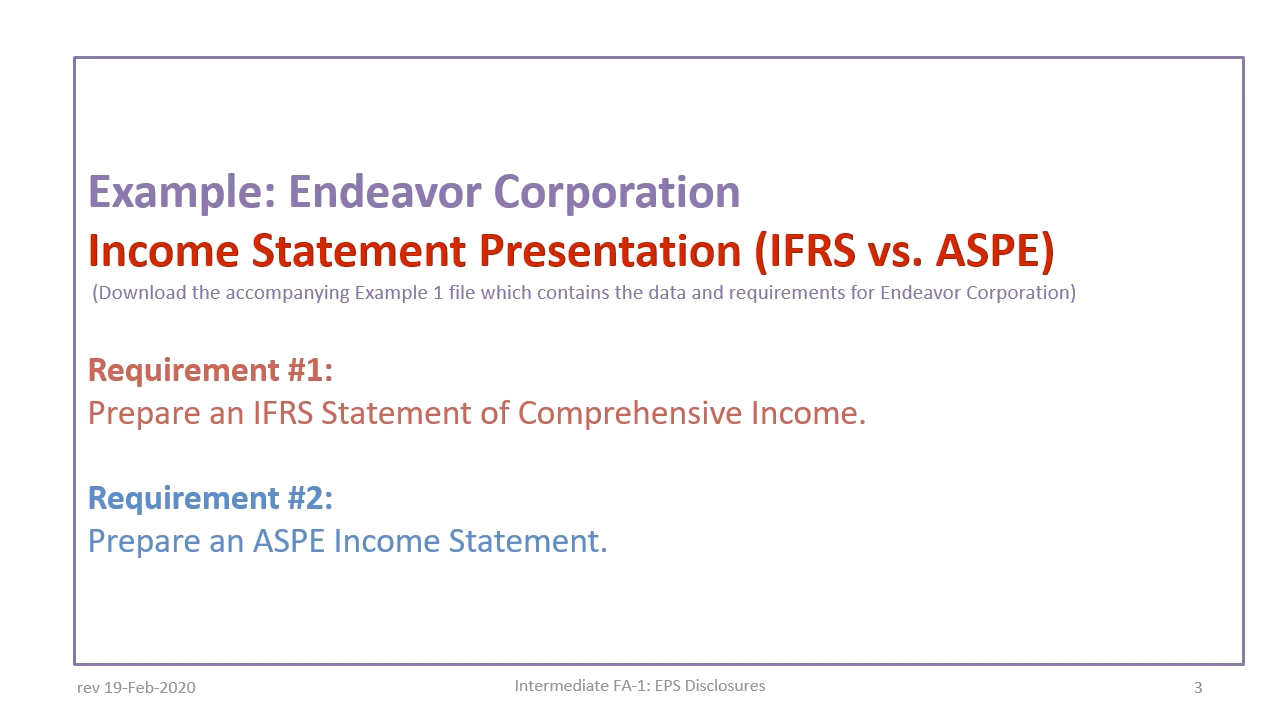 Example: Endeavor Corporation
Income Statement Presentation (IFRS vs. ASPE)
(Download the accompanying Example 1 file which contains the data and requirements for Endeavor Corporation)
Requirement #1:
Prepare an IFRS Statement of Comprehensive Income.
Requirement #2:
Prepare an ASPE Income Statement.
rev 19-Feb-2020
Intermediate FA-1: EPS Disclosures
3